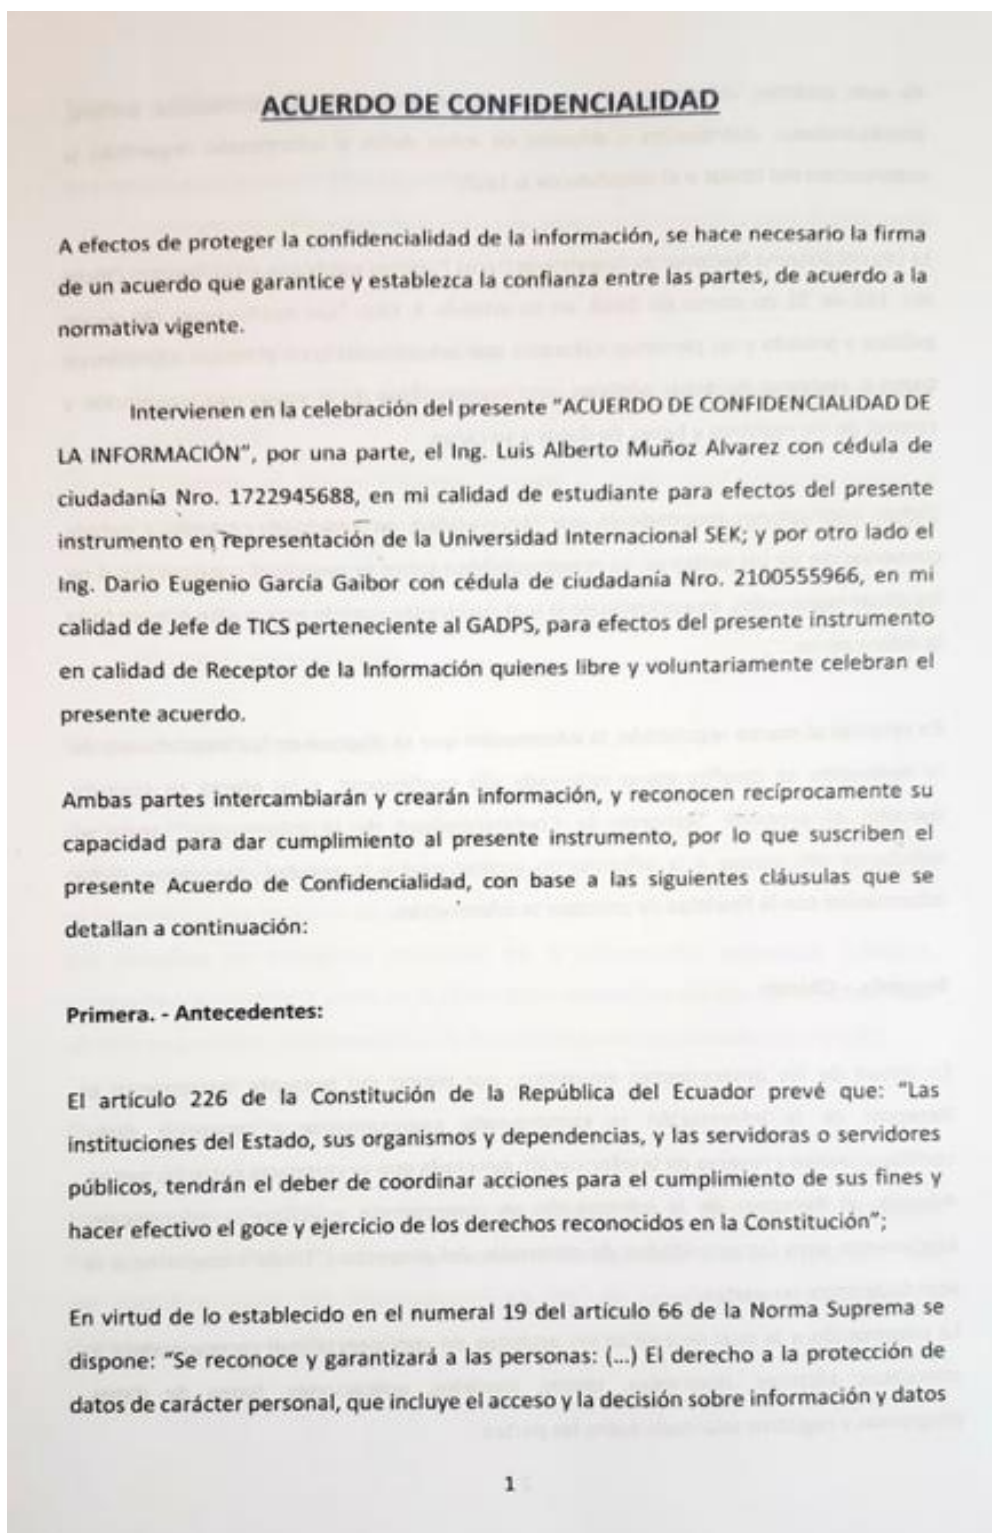 ACUERDO DE CONFIDENCIALIDAD
A efectos de proteger la confidencialidad de la información, se hace necesario la firma
de un acuerdo que garantice y establezca la confianza entre las partes, de acuerdo a la
normativa vigente.
Intervienen en la celebración del presente "ACUERDO DE CONFIDENCIALIDAD DE
LA INFORMACIÓN", por una parte, el Ing. Luis Alberto Muñoz Alvarez con cédula de
ciudadanía Nro. 1722945688, en mi calidad de estudiante para efectos del presente
instrumento en representación de la Universidad Internacional SEK; y por otro lado el
Ing. Dario Eugenio García Gaibor con cédula de ciudadanía Nro. 2100555966, en mi
calidad de Jefe de TICS perteneciente al GADPS, para efectos del presente instrumento
en calidad de Receptor de la Información quienes libre y voluntariamente celebran el
presente acuerdo.
Ambas partes intercambiarán y crearán información, y reconocen recíprocamente su
capacidad para dar cumplimiento al presente instrumento, por lo que suscriben el
presente Acuerdo de Confidencialidad, con base a las siguientes cláusulas que se
detallan a continuación:
Primera. - Antecedentes:
El artículo 226 de la Constitución de la República del Ecuador prevé que: "Las
instituciones del Estado, sus organismos y dependencias, y las servidoras o servidores
públicos, tendrán el deber de coordinar acciones para el cumplimiento de sus fines y
hacer efectivo el goce y ejercicio de los derechos reconocidos en la Constitución";
En virtud de lo establecido en el numeral 19 del artículo 66 de la Norma Suprema se
dispone: "Se reconoce y garantizará a las personas: (...) El derecho a la protección de
datos de carácter personal, que incluye el acceso y la decisión sobre información y datos
1